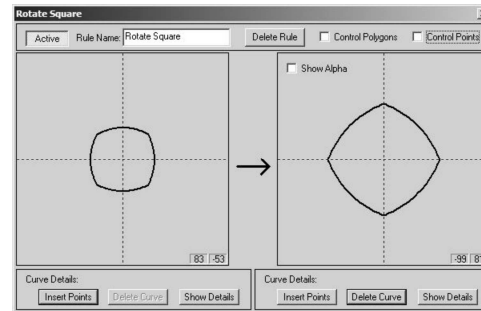 Rotate Square
Active Rule Name: Rotate Square Delete Rule Control Polygons Control Points
Show Alpha
83 -53 -99
Curve Details: Curve Details:
Insert Points Delete Curve Show Details Insert Points Delete Curve Show Details